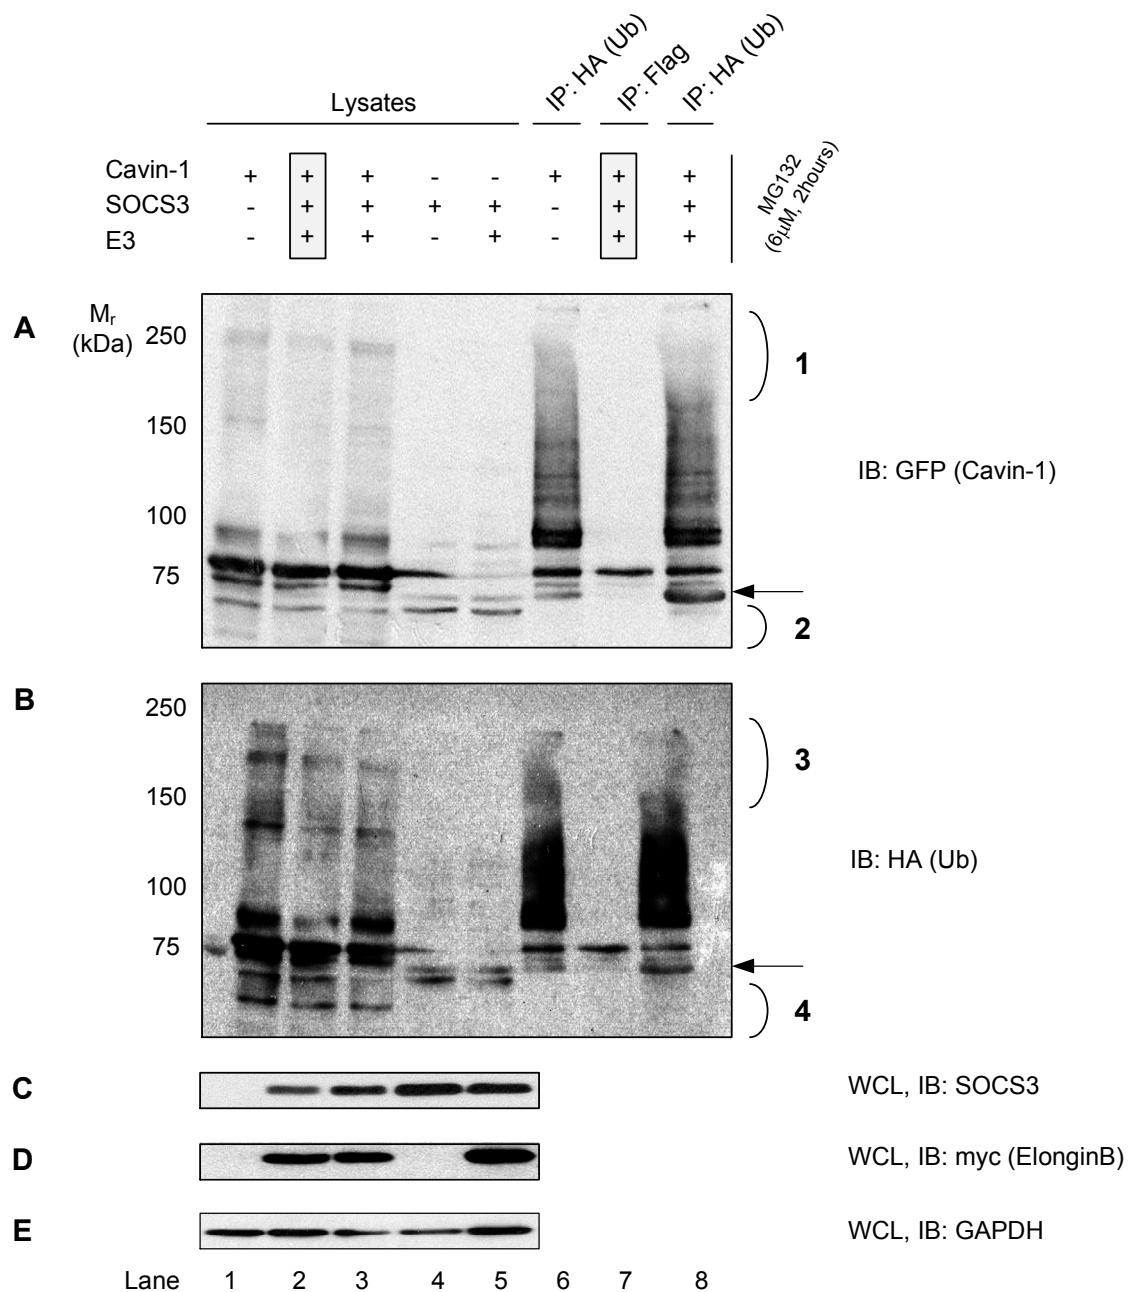 IP: HA (Ub)
IP: Flag
IP: HA (Ub)
Lysates
Cavin-1 + + + - - + + +
SOCS3 - + + + + - + +
E3 - + + - + - + +
MG132
(6μM, 2hours)
A
Mr
(kDa)
250
150
100
75
1
2
IB: GFP (Cavin-1)
B
250
150
100
75
3
4
IB: HA (Ub)
C WCL, IB: SOCS3
D WCL, IB: myc (ElonginB)
E WCL, IB: GAPDH
Lane 1 2 3 4 5 6 7 8